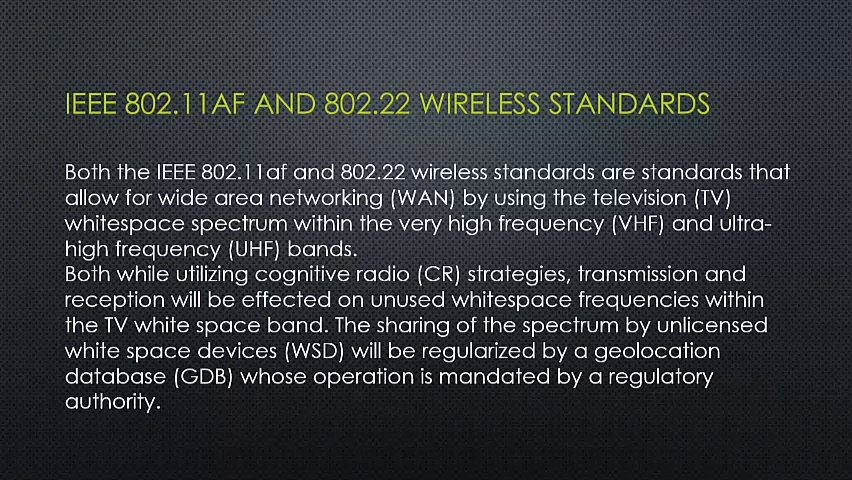 IEEE 802.11AF AND 802.22 WIRELESS STANDARDS
Both the IEEE 802.11af and 802.22 wireless standards are standards that
allow for wide area networking (WAN) by using the television (TV)
whitespace spectrum within the very high frequency (VHF) and ultra-
high frequency (UHF) bands.
Both while utilizing cognitive radio (CR) strategies, transmission and
reception will be effected on unused whitespace frequencies within
the TV white space band. The sharing of the spectrum by unlicensed
white space devices (WSD) will be regularized by a geolocation
database (GDB) whose operation is mandated by a regulatory
authority.